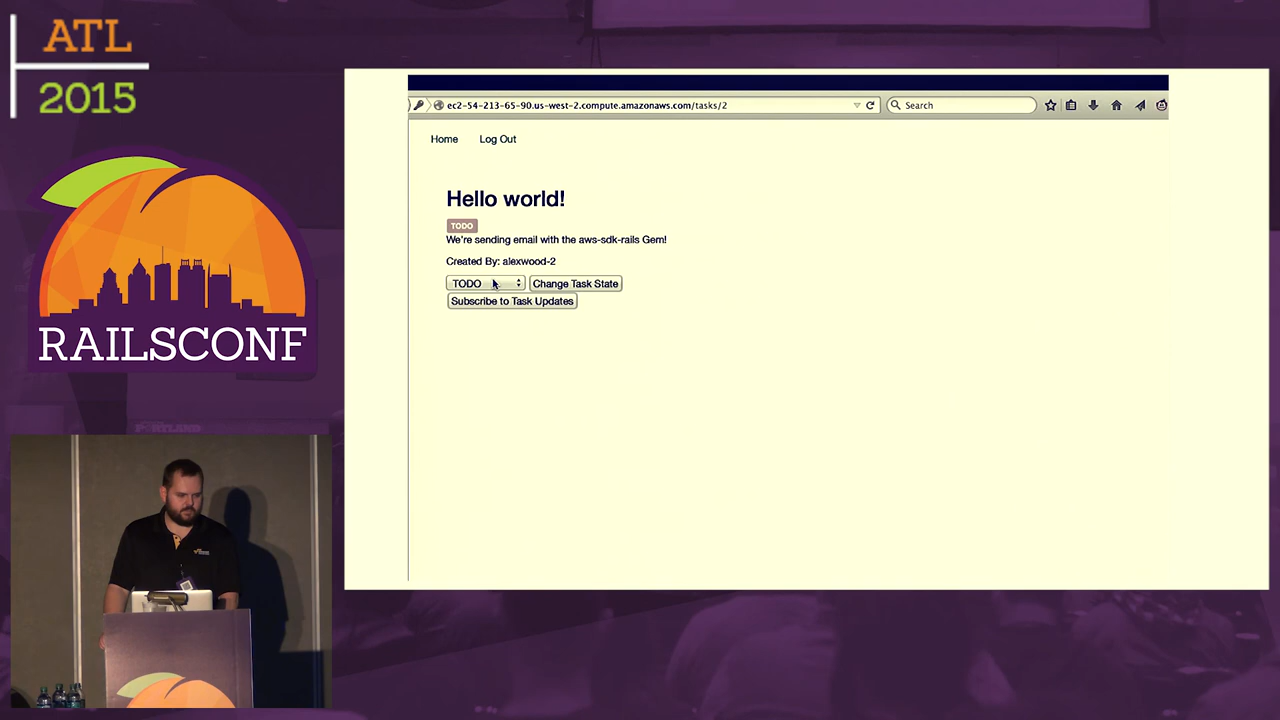 ATL
2015
RAILSCONF
ec2-54-213-65-90.us-west-2.compute.amazonaws.com/tasks/2
Search
Home Log Out
Hello world!
TODO
We're sending email with the aws-sdk-rails Gem!
Created By: alexwood-2
TODO Change Task State
Subscribe to Task Updates
PORTLAND